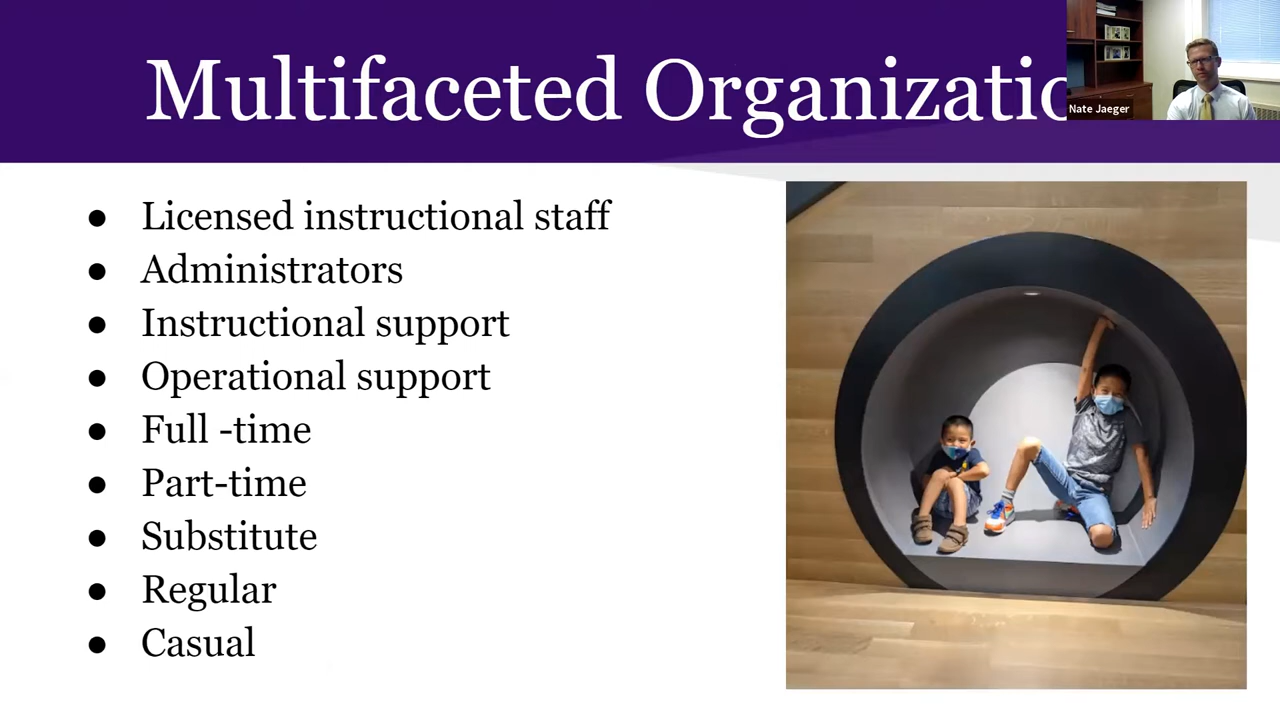 Multifaceted Organizatio
Nate Jaeger
● Licensed instructional staff
● Administrators
● Instructional support
● Operational support
● Full -time
● Part-time
● Substitute
● Regular
● Casual